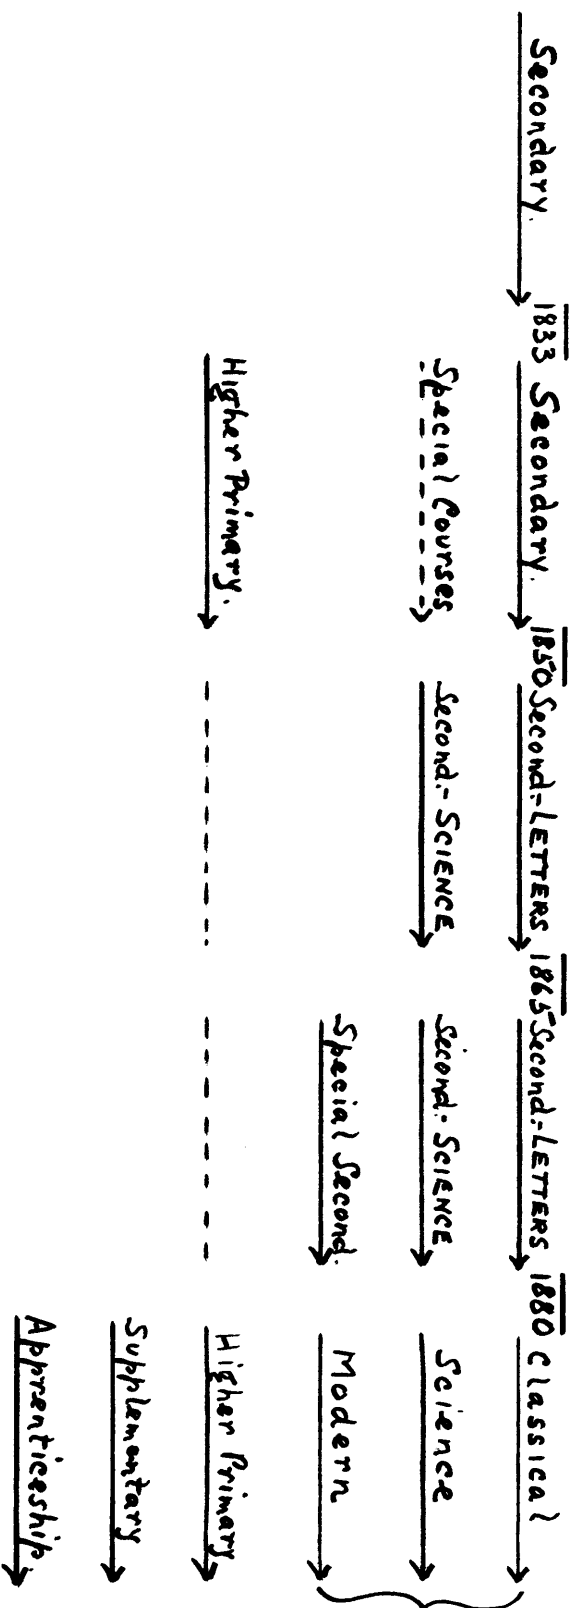 Secondary. 1833 Secondary. 1850 Second.-LETTERS 1865 Second.-LETTERS 1880 Classical
Special Courses Second.-SCIENCE Second.-SCIENCE Science
Special Second. Modern
Higher Primary. Higher Primary.
Supplementary
Apprenticeship.